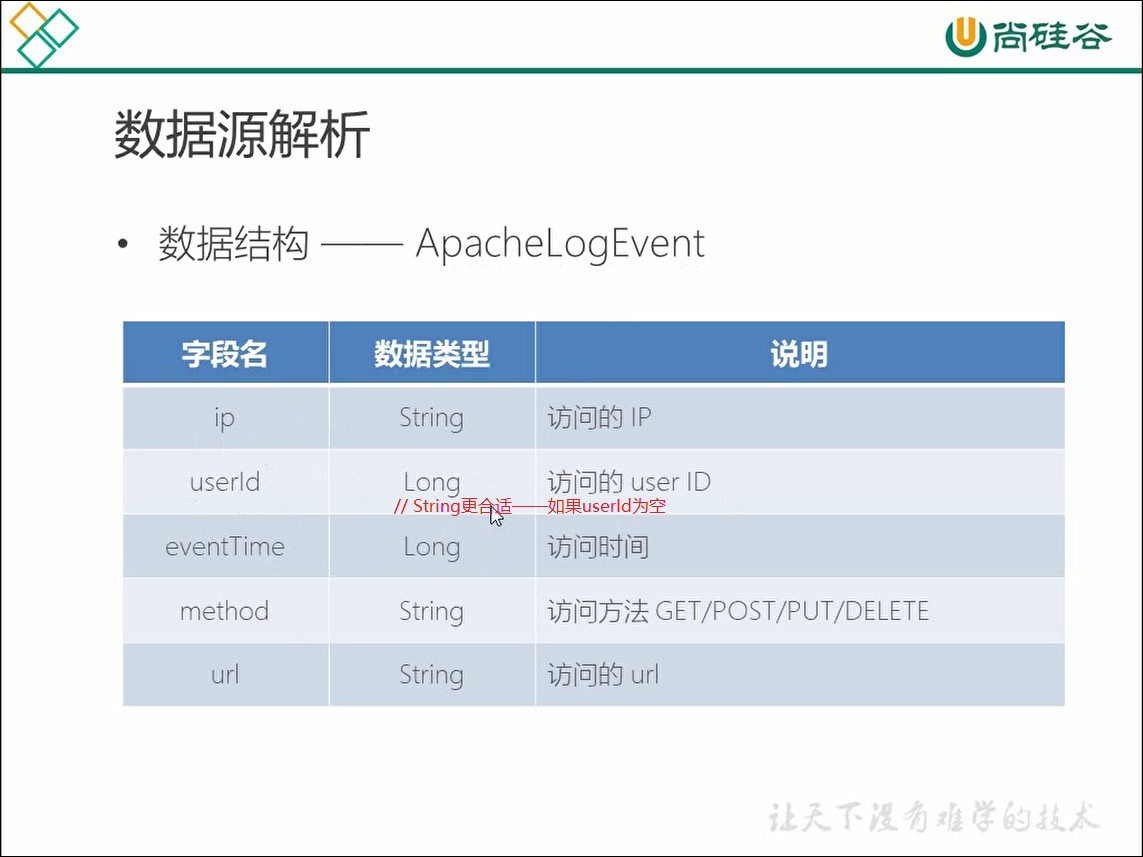 尚硅谷
数据源解析
• 数据结构 —— ApacheLogEvent
字段名 数据类型 说明
ip String 访问的 IP
userId Long 访问的 user ID
// String更合适——如果userId为空
eventTime Long 访问时间
method String 访问方法 GET/POST/PUT/DELETE
url String 访问的 url
让天下没有难学的技术